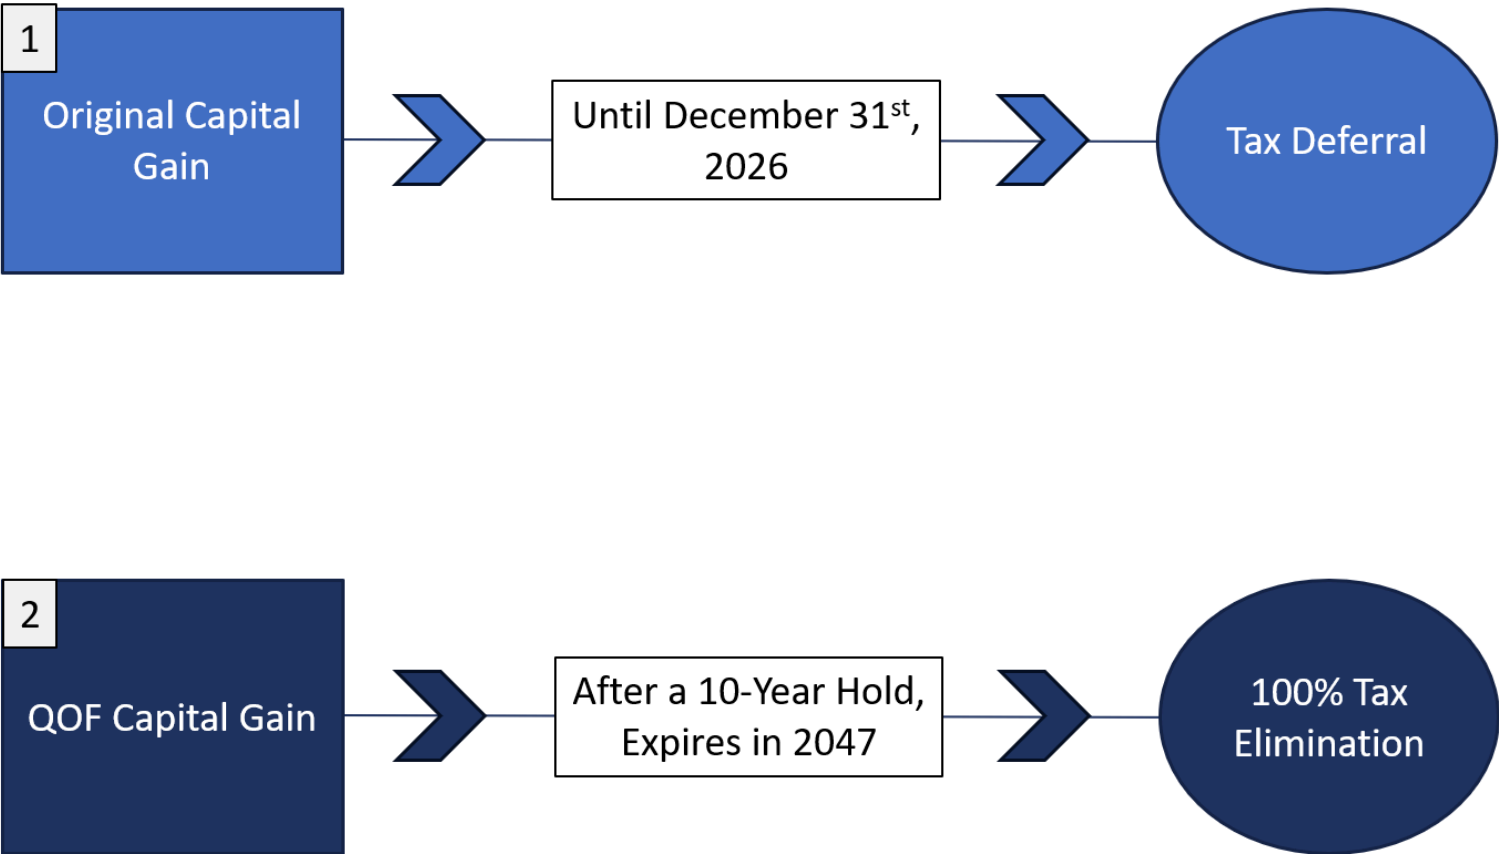 1
Original Capital
Gain
Until December 31st,
2026
Tax Deferral
2
QOF Capital Gain
After a 10-Year Hold,
Expires in 2047
100% Tax
Elimination